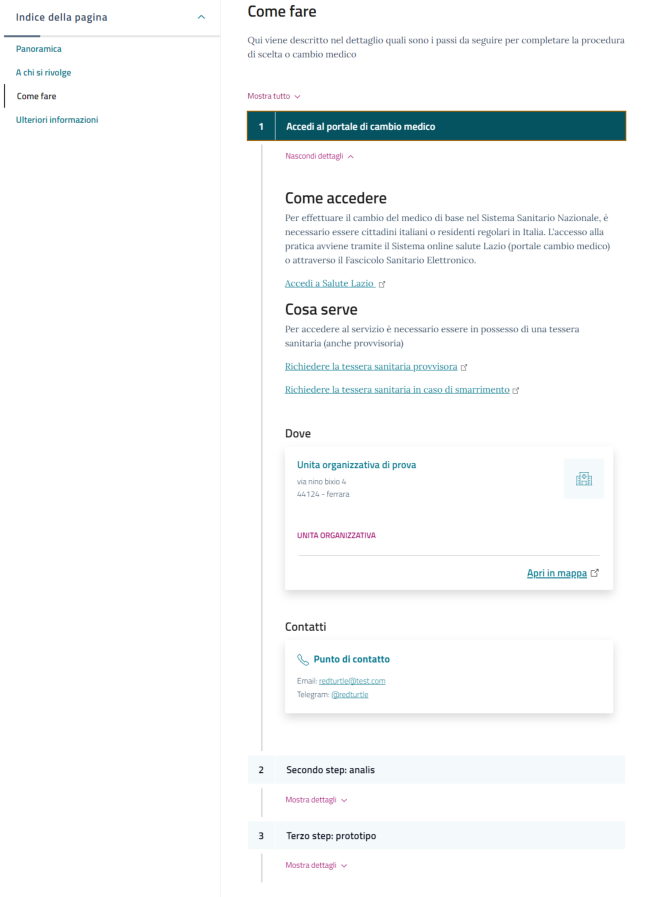 Indice della pagina
Panoramica
A chi si rivolge
Come fare
Ulteriori informazioni
Come fare
Qui viene descritto nel dettaglio quali sono i passi da seguire per completare la procedura
di scelta o cambio medico
Mostra tutto
1 Accedi al portale di cambio medico
Nascondi dettagli
Come accedere
Per effettuare il cambio del medico di base nel Sistema Sanitario Nazionale, è
necessario essere cittadini italiani o residenti regolari in Italia. L'accesso alla
pratica avviene tramite il Sistema online salute Lazio (portale cambio medico)
o attraverso il Fascicolo Sanitario Elettronico.
Accedi a Salute Lazio
Cosa serve
Per accedere al servizio è necessario essere in possesso di una tessera
sanitaria (anche provvisoria)
Richiedere la tessera sanitaria provvisora
Richiedere la tessera sanitaria in caso di smarrimento
Dove
Unita organizzativa di prova
via nino bixio 4
44124 - ferrara
UNITA ORGANIZZATIVA
Apri in mappa
Contatti
Punto di contatto
Email: redturtle@test.com
Telegram: @redturtle
2 Secondo step: analis
Mostra dettagli
3 Terzo step: prototipo
Mostra dettagli